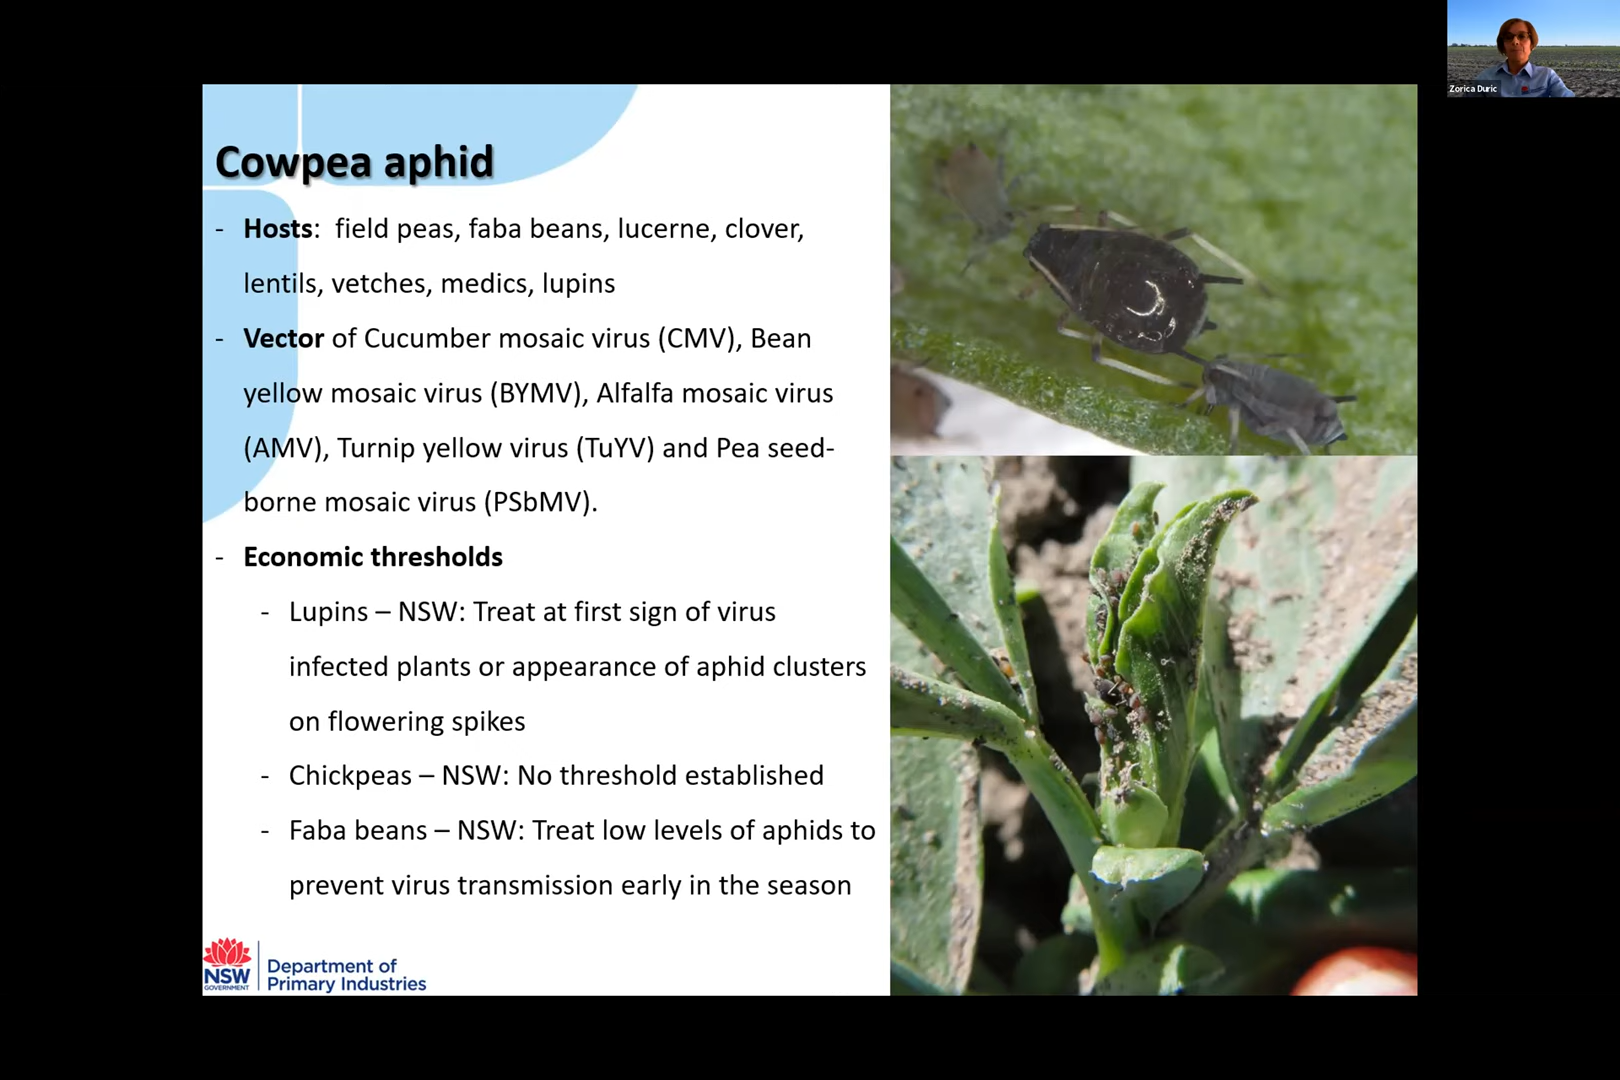 Zorica Duric
Cowpea aphid
- Hosts: field peas, faba beans, lucerne, clover,
lentils, vetches, medics, lupins
- Vector of Cucumber mosaic virus (CMV), Bean
yellow mosaic virus (BYMV), Alfalfa mosaic virus
(AMV), Turnip yellow virus (TuYV) and Pea seed-
borne mosaic virus (PSbMV).
- Economic thresholds
- Lupins – NSW: Treat at first sign of virus
infected plants or appearance of aphid clusters
on flowering spikes
- Chickpeas – NSW: No threshold established
- Faba beans – NSW: Treat low levels of aphids to
prevent virus transmission early in the season
NSW
GOVERNMENT
Department of
Primary Industries